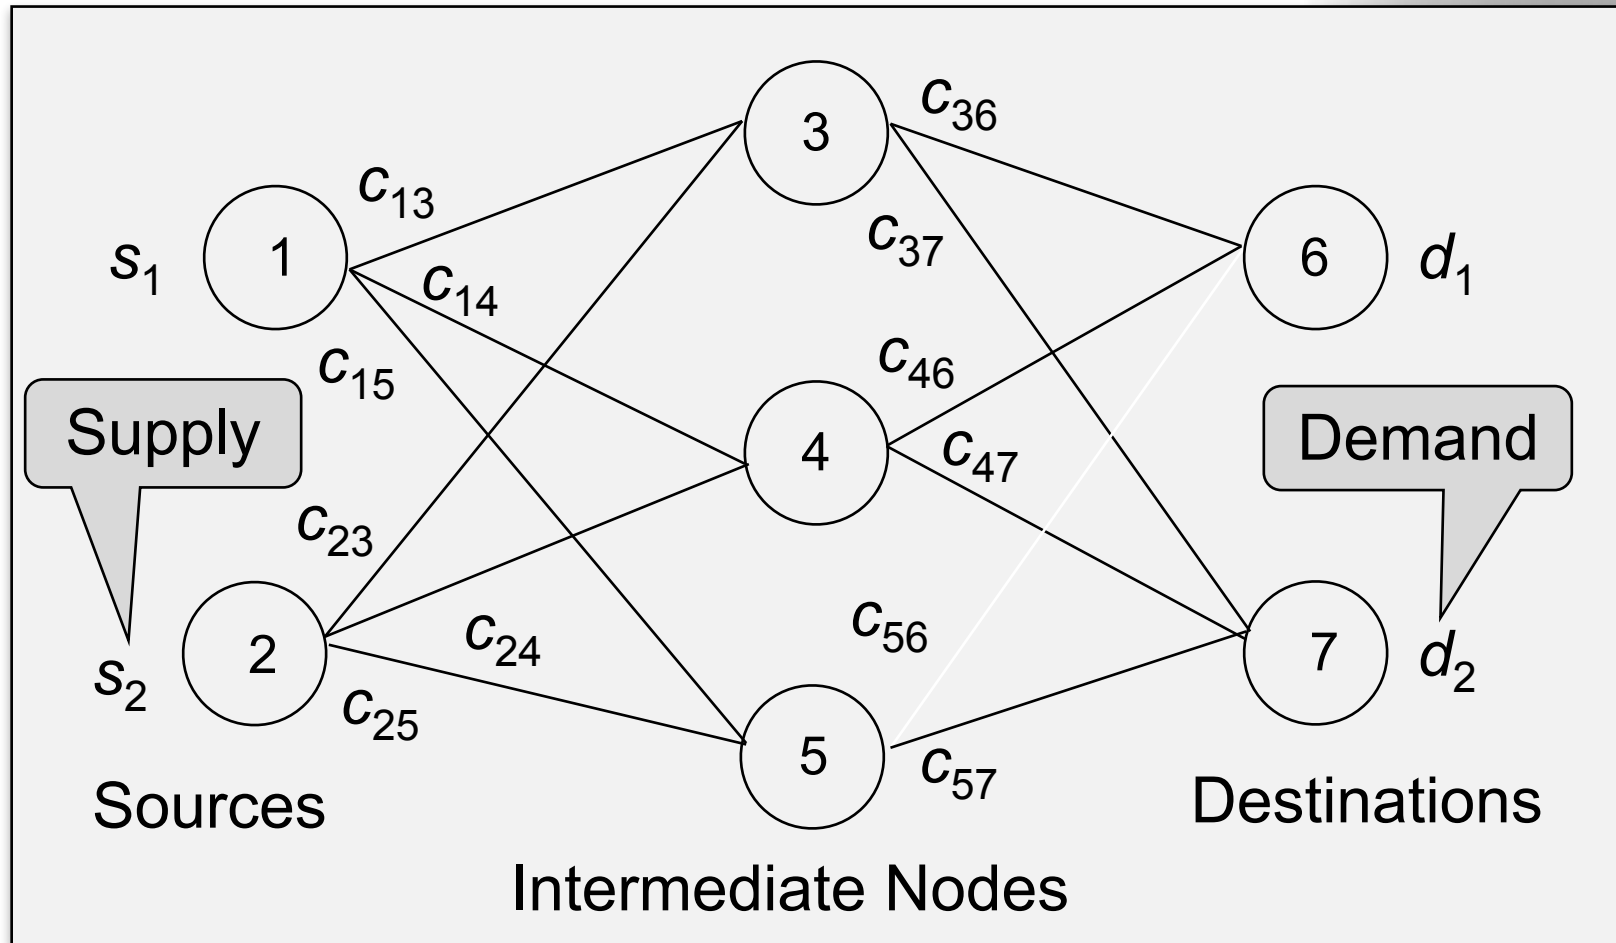 c36
3
c13
c37
s1
1
c14
6
d1
c15
c46
Supply
4
c47
Demand
c23
c56
s2
2
c24
7
d2
c25
5
c57
Sources
Destinations
Intermediate Nodes